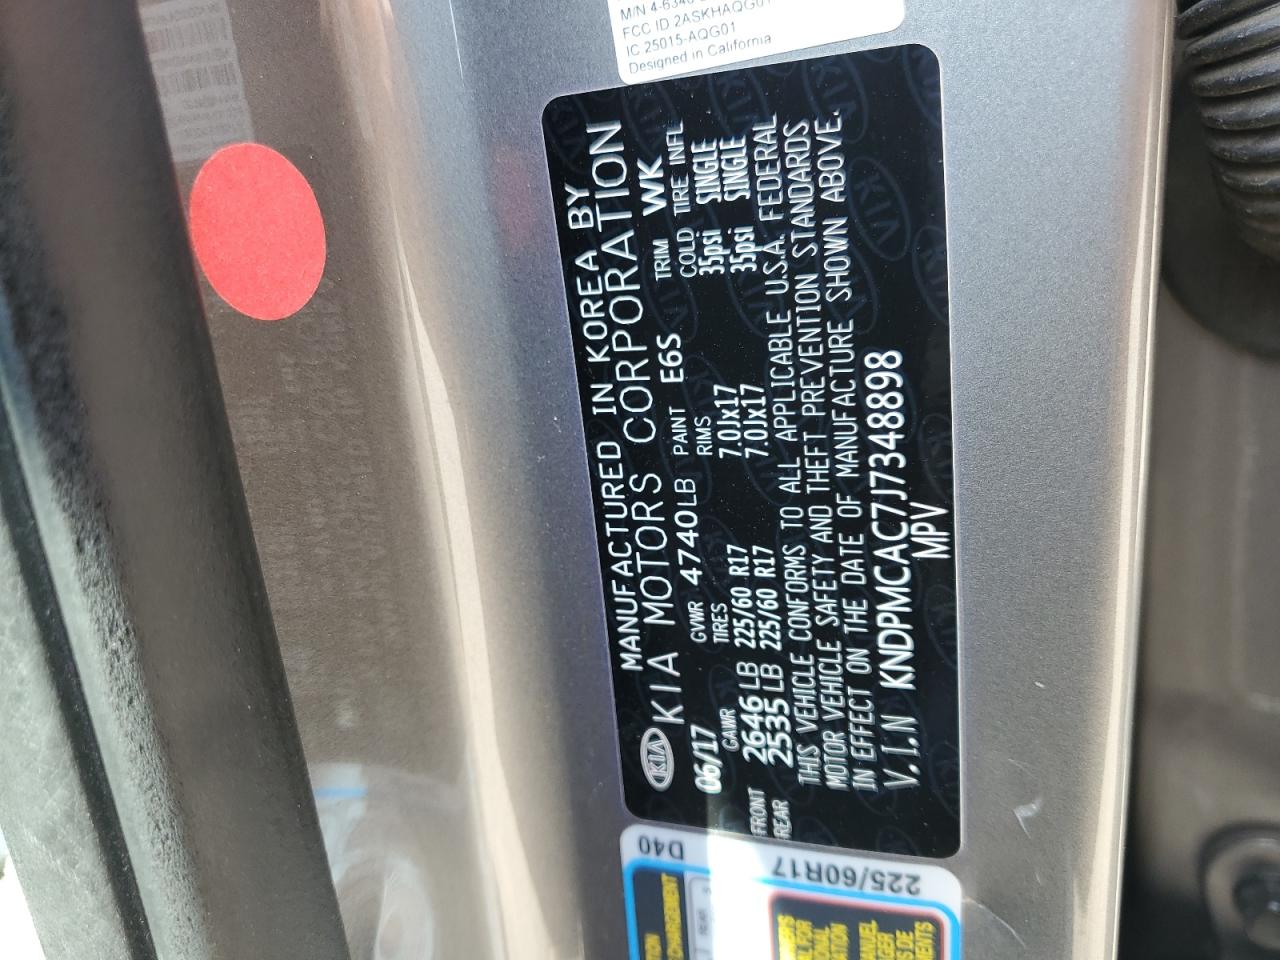 M/N 4-6340
FCC ID 2ASKHAQG01
IC 25015-AQG01
Designed in California
MANUFACTURED IN KOREA BY
KIA KIA MOTORS CORPORATION
06/17 GVWR 4740LB PAINT E6S TRIM WK
GAWR TIRES RIMS COLD TIRE INFL
FRONT 2646LB 225/60 R17 7.0Jx17 35psi SINGLE
REAR 2535LB 225/60 R17 7.0Jx17 35psi SINGLE
THIS VEHICLE CONFORMS TO ALL APPLICABLE U.S.A. FEDERAL
MOTOR VEHICLE SAFETY AND THEFT PREVENTION STANDARDS
IN EFFECT ON THE DATE OF MANUFACTURE SHOWN ABOVE.
V.I.N KNDPMCAC7J7348898
MPV
D40
225/60R17
CHARGEMENT
REAR